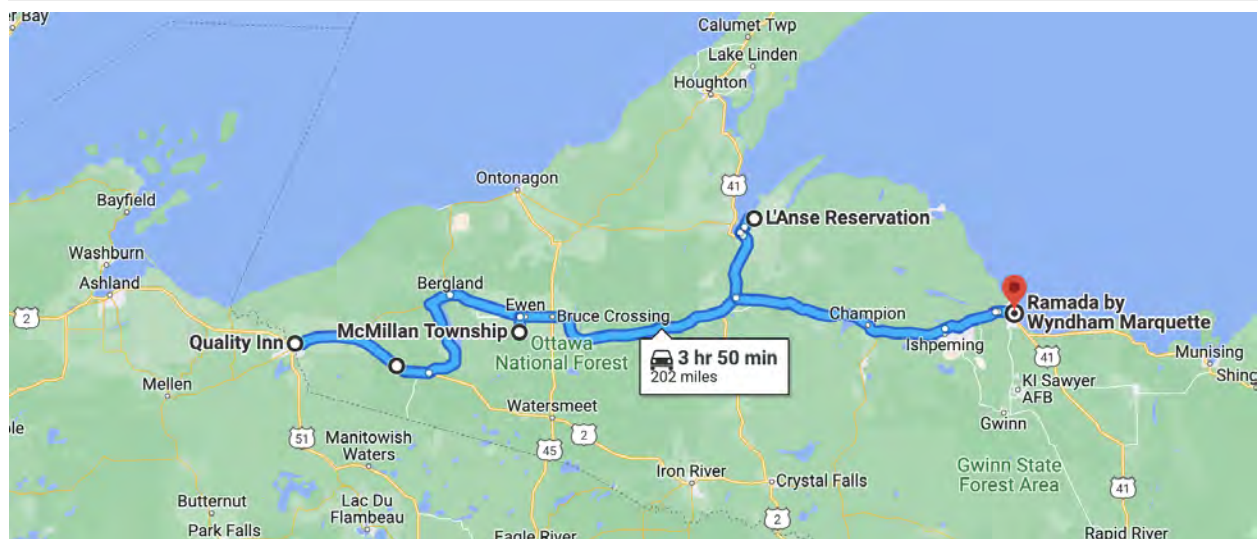 er Bay
Calumet Twp
Lake Linden
Houghton
Ontonagon
41
L'Anse Reservation
Bayfield
Washburn
Ashland
2
Bergland
Ewen
Bruce Crossing
McMillan Township
Quality Inn
Ottawa
National Forest
Champion
Ishpeming
Ramada by
Wyndham Marquette
3 hr 50 min
202 miles
41
Munising
Shing
KI Sawyer
AFB
Gwinn
Mellen
Watersmeet
51
Manitowish
Waters
45
2
Iron River
Crystal Falls
Gwinn State
Forest Area
41
ole
Butternut
Park Falls
Lac Du
Flambeau
Eagle River
2
Rapid River